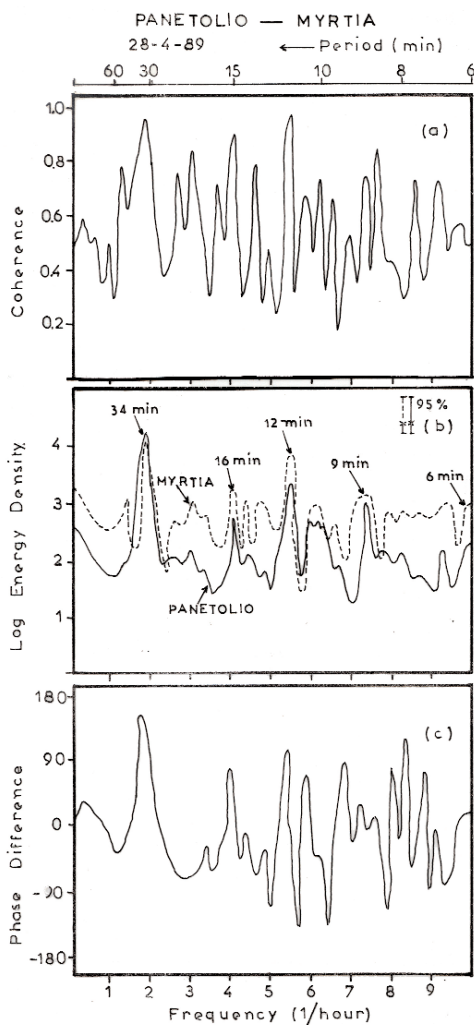 PANETOLIO — MYRTIA
28-4-89 ←— Period (min)
60 30 15 10 8 6
(a)
1.0
0.8
0.6
0.4
0.2
Coherence
34 min
12 min
95 %
(b)
16 min
9 min
6 min
MYRTIA
PANETOLIO
4
3
2
1
Log Energy Density
180
90
0
-90
-180
(c)
Phase Difference
1 2 3 4 5 6 7 8 9
Frequency (1/hour)